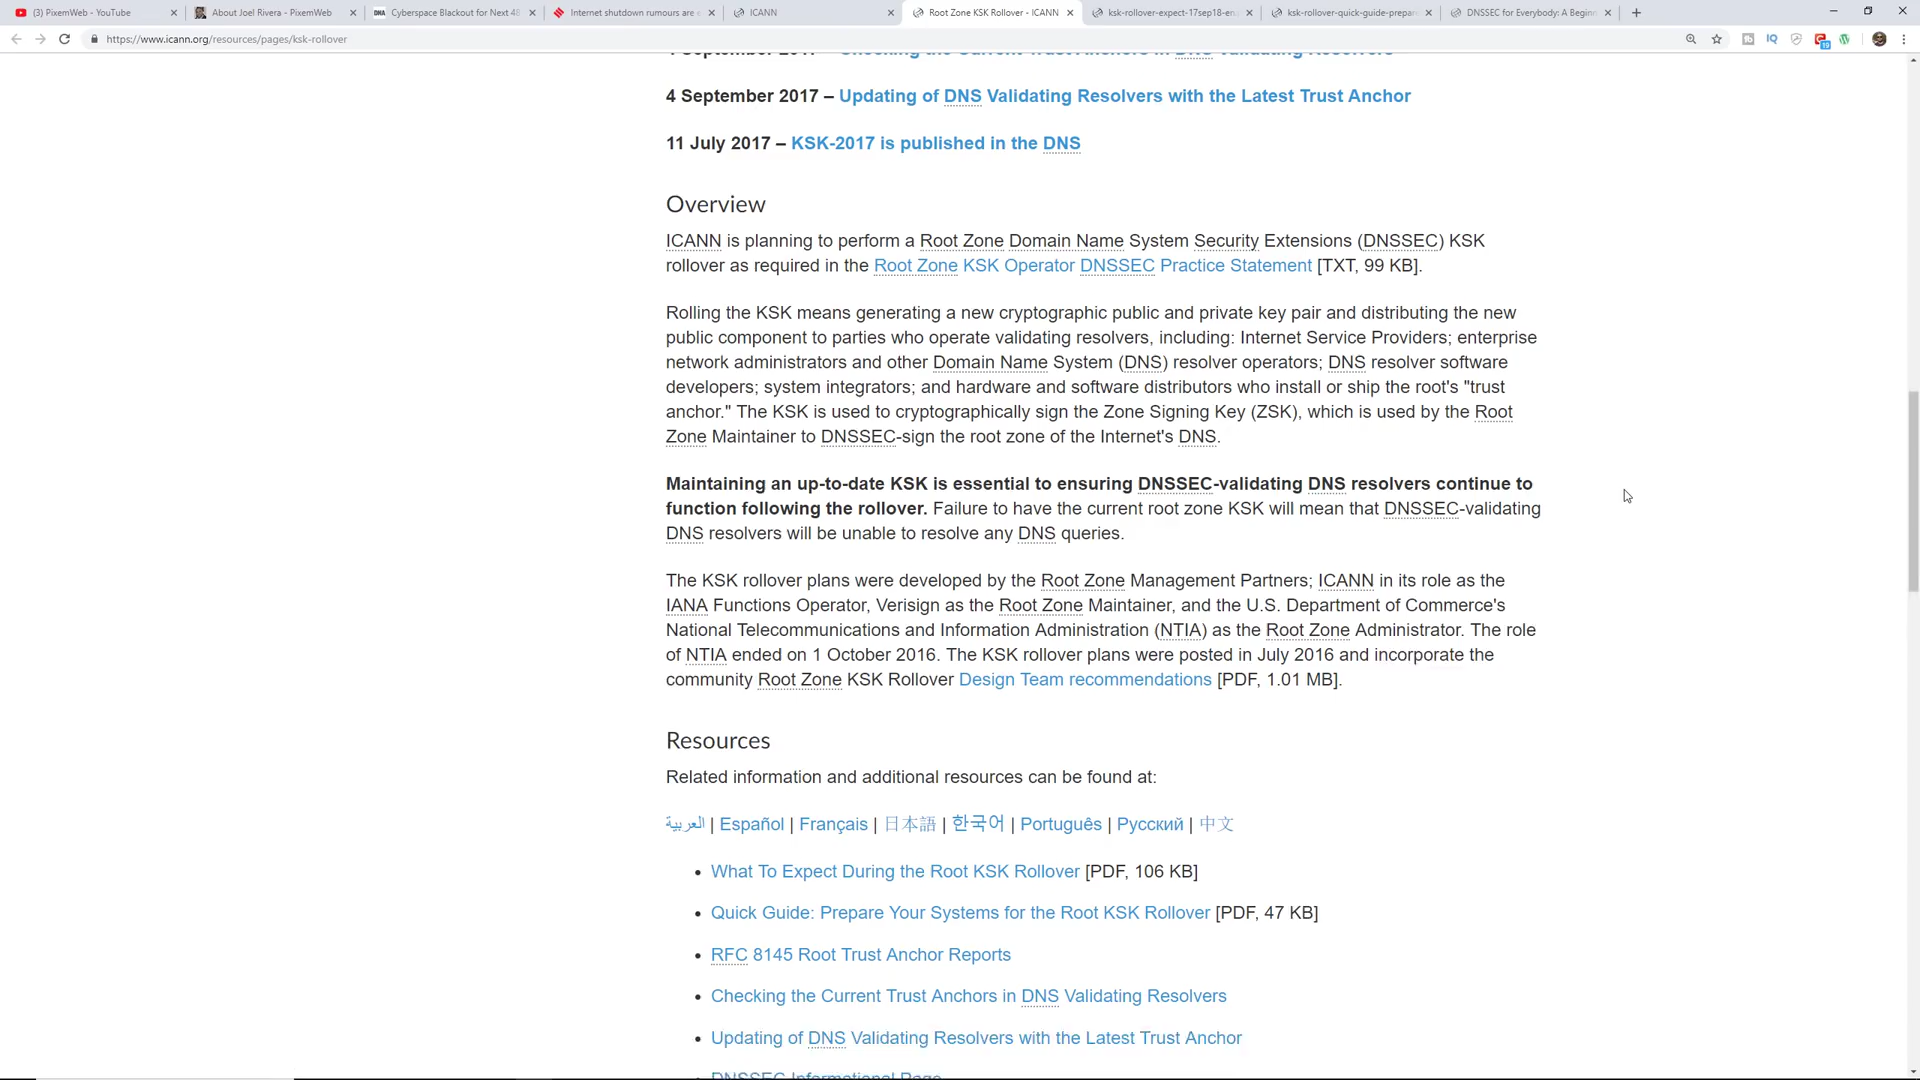 (3) PixemWeb - YouTube
About Joel Rivera - PixemWeb
DNA Cyberspace Blackout for Next 48
Internet shutdown rumours are
ICANN
Root Zone KSK Rollover - ICANN
ksk-rollover-expect-17sep18-en
ksk-rollover-quick-guide-prepare
DNSSEC for Everybody: A Beginn
https://www.icann.org/resources/pages/ksk-rollover
IQ
Checking the Current Trust Anchors in DNS Validating Resolvers
4 September 2017 – Updating of DNS Validating Resolvers with the Latest Trust Anchor
11 July 2017 – KSK-2017 is published in the DNS
Overview
ICANN is planning to perform a Root Zone Domain Name System Security Extensions (DNSSEC) KSK
rollover as required in the Root Zone KSK Operator DNSSEC Practice Statement [TXT, 99 KB].
Rolling the KSK means generating a new cryptographic public and private key pair and distributing the new
public component to parties who operate validating resolvers, including: Internet Service Providers; enterprise
network administrators and other Domain Name System (DNS) resolver operators; DNS resolver software
developers; system integrators; and hardware and software distributors who install or ship the root's "trust
anchor." The KSK is used to cryptographically sign the Zone Signing Key (ZSK), which is used by the Root
Zone Maintainer to DNSSEC-sign the root zone of the Internet's DNS.
Maintaining an up-to-date KSK is essential to ensuring DNSSEC-validating DNS resolvers continue to
function following the rollover. Failure to have the current root zone KSK will mean that DNSSEC-validating
DNS resolvers will be unable to resolve any DNS queries.
The KSK rollover plans were developed by the Root Zone Management Partners; ICANN in its role as the
IANA Functions Operator, Verisign as the Root Zone Maintainer, and the U.S. Department of Commerce's
National Telecommunications and Information Administration (NTIA) as the Root Zone Administrator. The role
of NTIA ended on 1 October 2016. The KSK rollover plans were posted in July 2016 and incorporate the
community Root Zone KSK Rollover Design Team recommendations [PDF, 1.01 MB].
Resources
Related information and additional resources can be found at:
العربية | Español | Français | 日本語 | 한국어 | Português | Русский | 中文
• What To Expect During the Root KSK Rollover [PDF, 106 KB]
• Quick Guide: Prepare Your Systems for the Root KSK Rollover [PDF, 47 KB]
• RFC 8145 Root Trust Anchor Reports
• Checking the Current Trust Anchors in DNS Validating Resolvers
• Updating of DNS Validating Resolvers with the Latest Trust Anchor
• DNSSEC Informational Page